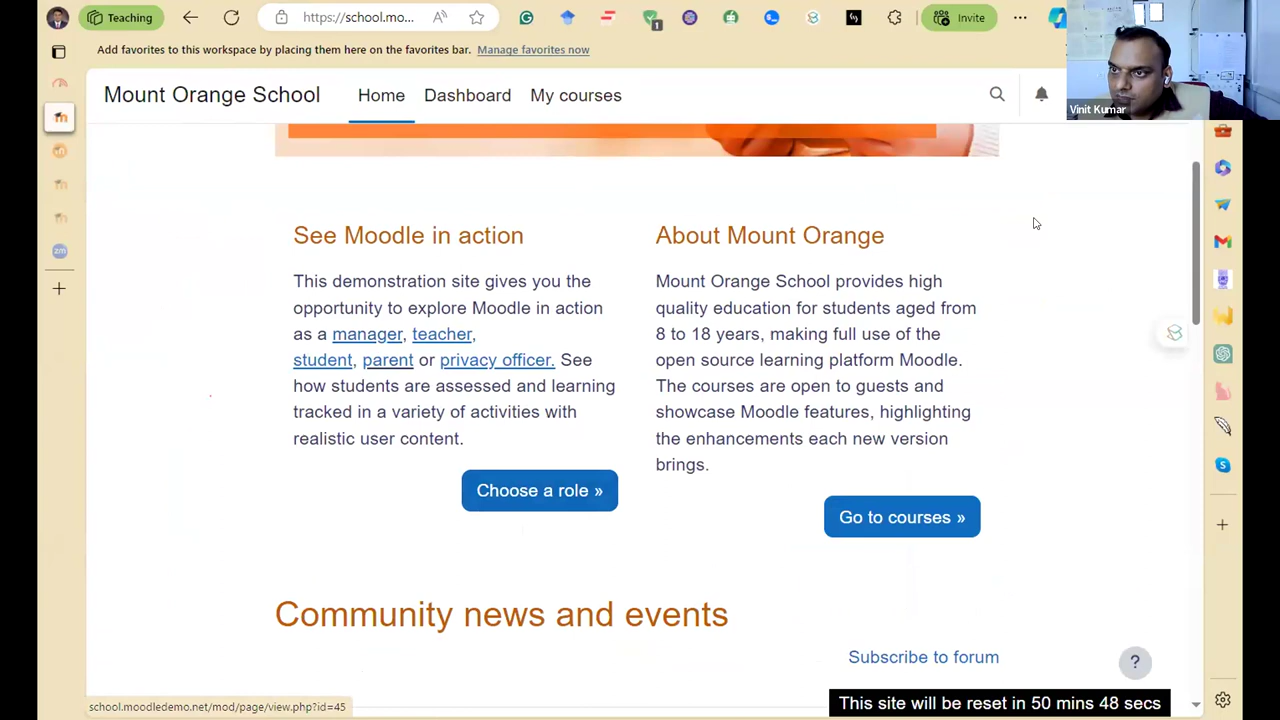 Teaching
https://school.mo...
A
1
Invite
Add favorites to this workspace by placing them here on the favorites bar. Manage favorites now
Vinit Kumar
Mount Orange School
Home
Dashboard
My courses
zm
See Moodle in action
This demonstration site gives you the
opportunity to explore Moodle in action
as a manager, teacher,
student, parent or privacy officer. See
how students are assessed and learning
tracked in a variety of activities with
realistic user content.
Choose a role »
About Mount Orange
Mount Orange School provides high
quality education for students aged from
8 to 18 years, making full use of the
open source learning platform Moodle.
The courses are open to guests and
showcase Moodle features, highlighting
the enhancements each new version
brings.
Go to courses »
Community news and events
Subscribe to forum
?
school.moodledemo.net/mod/page/view.php?id=45
This site will be reset in 50 mins 48 secs